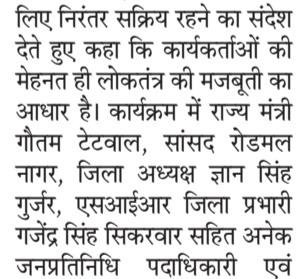 लिए निरंतर सक्रिय रहने का संदेश
देते हुए कहा कि कार्यकर्ताओं की
मेहनत ही लोकतंत्र की मजबूती का
आधार है। कार्यक्रम में राज्य मंत्री
गौतम टेटवाल, सांसद रोडमल
नागर, जिला अध्यक्ष ज्ञान सिंह
गुर्जर, एसआईआर जिला प्रभारी
गजेंद्र सिंह सिकरवार सहित अनेक
जनप्रतिनिधि पदाधिकारी एवं